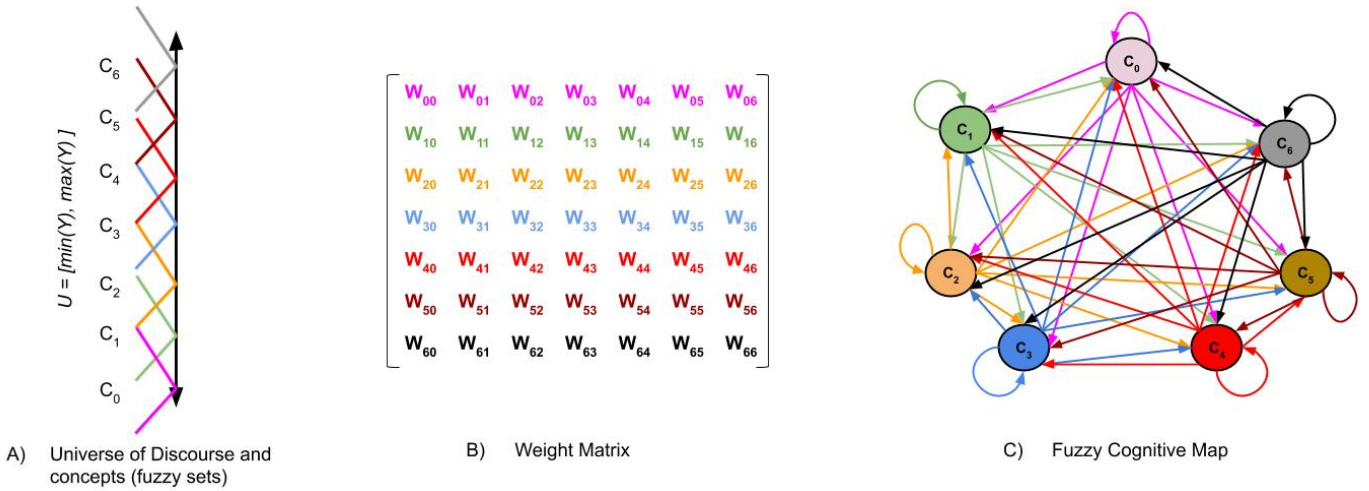 U = [min(Y), max(Y) ]
C6
C5
C4
C3
C2
C1
C0
A) Universe of Discourse and
concepts (fuzzy sets)
W00 W01 W02 W03 W04 W05 W06
W10 W11 W12 W13 W14 W15 W16
W20 W21 W22 W23 W24 W25 W26
W30 W31 W32 W33 W34 W35 W36
W40 W41 W42 W43 W44 W45 W46
W50 W51 W52 W53 W54 W55 W56
W60 W61 W62 W63 W64 W65 W66
B) Weight Matrix
C0
C1
C6
C2
C5
C3
C4
C) Fuzzy Cognitive Map